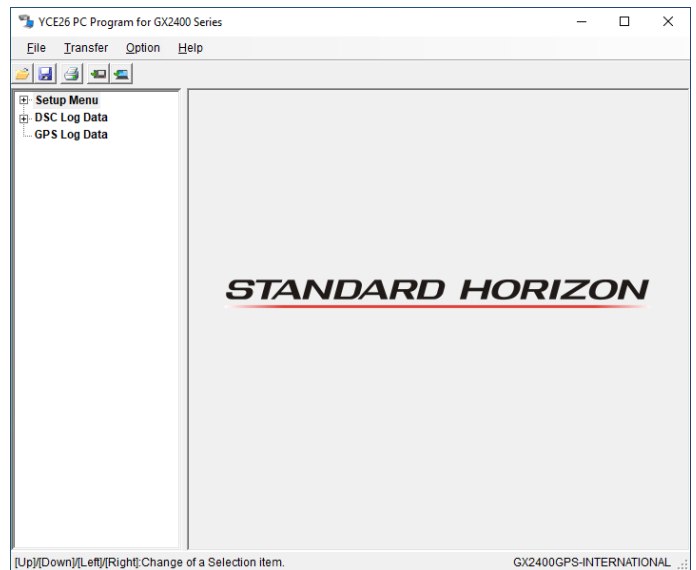 YCE26 PC Program for GX2400 Series
File Transfer Option Help
Setup Menu
DSC Log Data
GPS Log Data
STANDARD HORIZON
[Up]/[Down]/[Left]/[Right]:Change of a Selection item. GX2400GPS-INTERNATIONAL